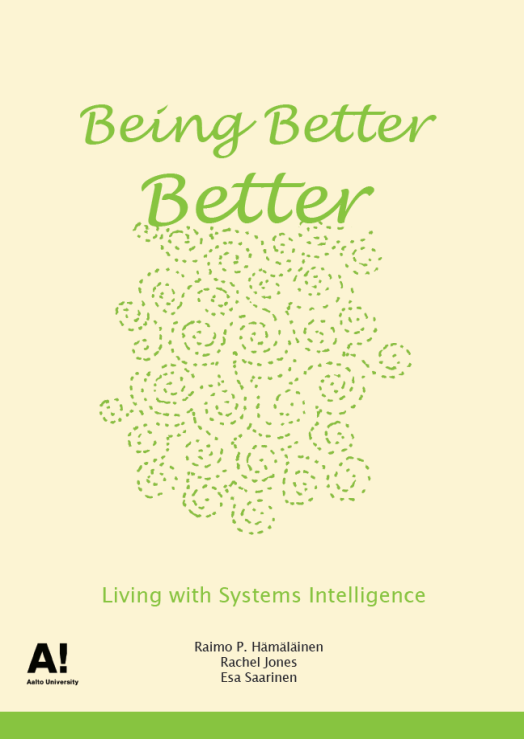 Being Better
Better
Living with Systems Intelligence
Raimo P. Hämäläinen
Rachel Jones
Esa Saarinen
A!
Aalto University